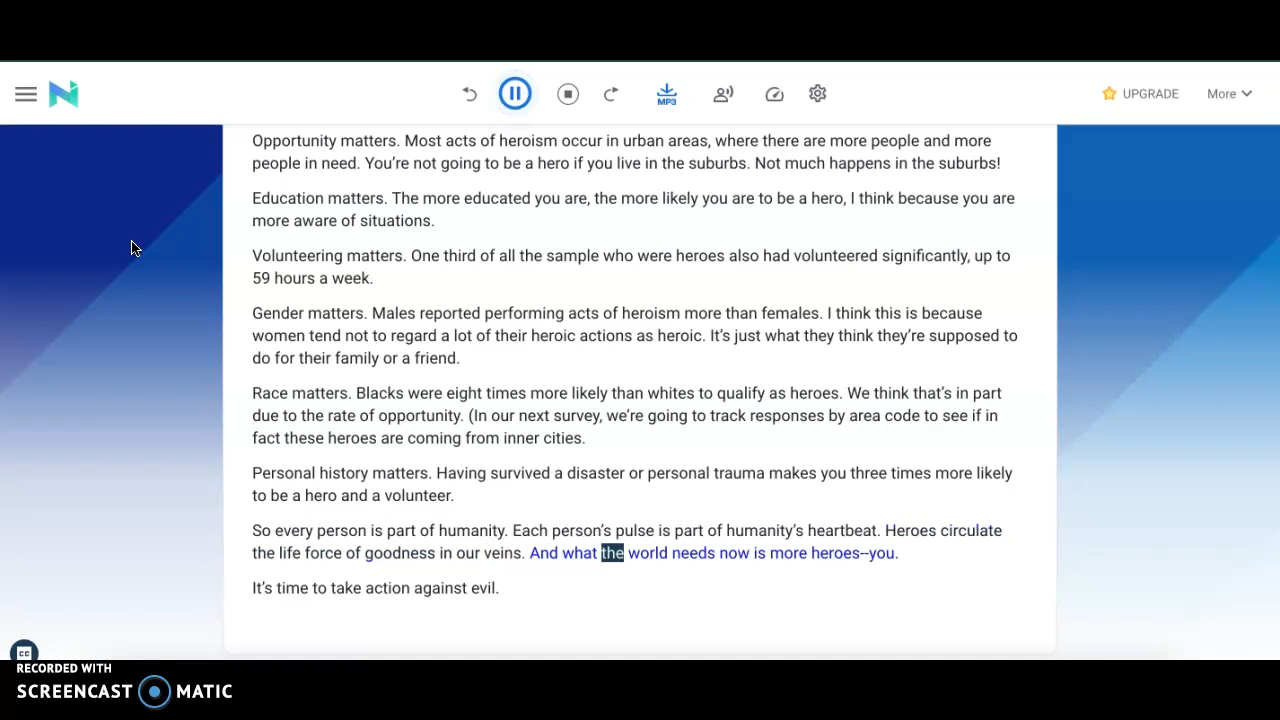 MP3
UPGRADE
More
Opportunity matters. Most acts of heroism occur in urban areas, where there are more people and more
people in need. You’re not going to be a hero if you live in the suburbs. Not much happens in the suburbs!
Education matters. The more educated you are, the more likely you are to be a hero, I think because you are
more aware of situations.
Volunteering matters. One third of all the sample who were heroes also had volunteered significantly, up to
59 hours a week.
Gender matters. Males reported performing acts of heroism more than females. I think this is because
women tend not to regard a lot of their heroic actions as heroic. It’s just what they think they’re supposed to
do for their family or a friend.
Race matters. Blacks were eight times more likely than whites to qualify as heroes. We think that’s in part
due to the rate of opportunity. (In our next survey, we’re going to track responses by area code to see if in
fact these heroes are coming from inner cities.
Personal history matters. Having survived a disaster or personal trauma makes you three times more likely
to be a hero and a volunteer.
So every person is part of humanity. Each person’s pulse is part of humanity’s heartbeat. Heroes circulate
the life force of goodness in our veins. And what the world needs now is more heroes--you.
It’s time to take action against evil.
CC
RECORDED WITH
SCREENCAST MATIC